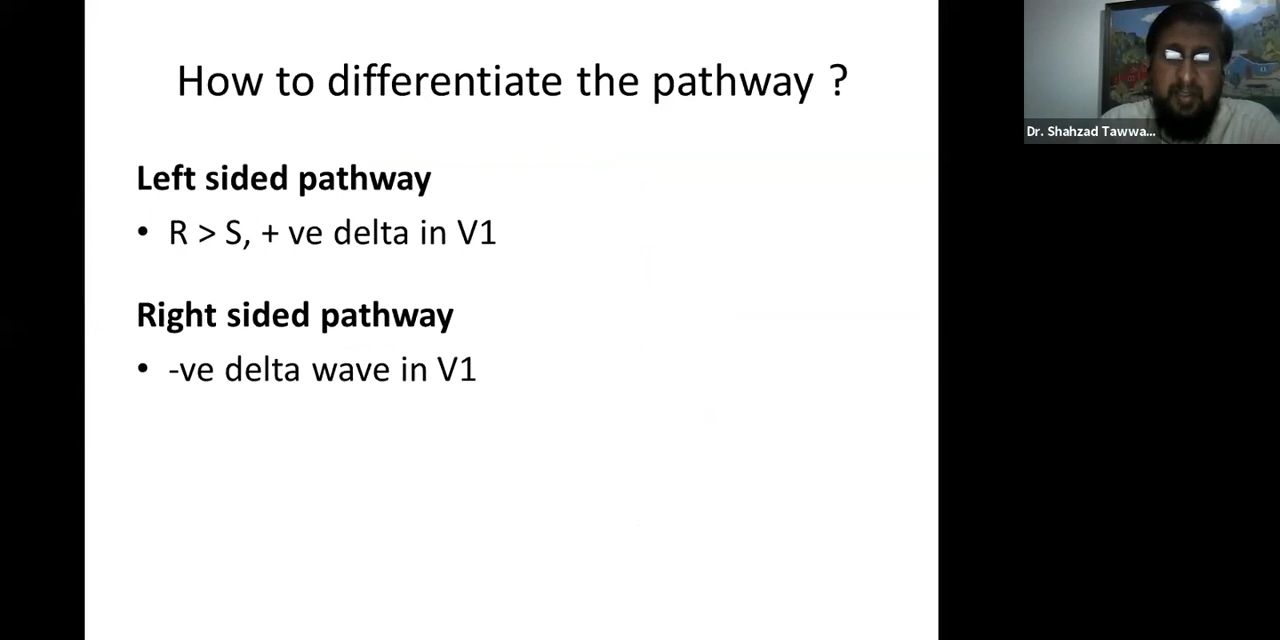 How to differentiate the pathway ?
Left sided pathway
• R > S, + ve delta in V1
Right sided pathway
• -ve delta wave in V1
Dr. Shahzad Tawwa...